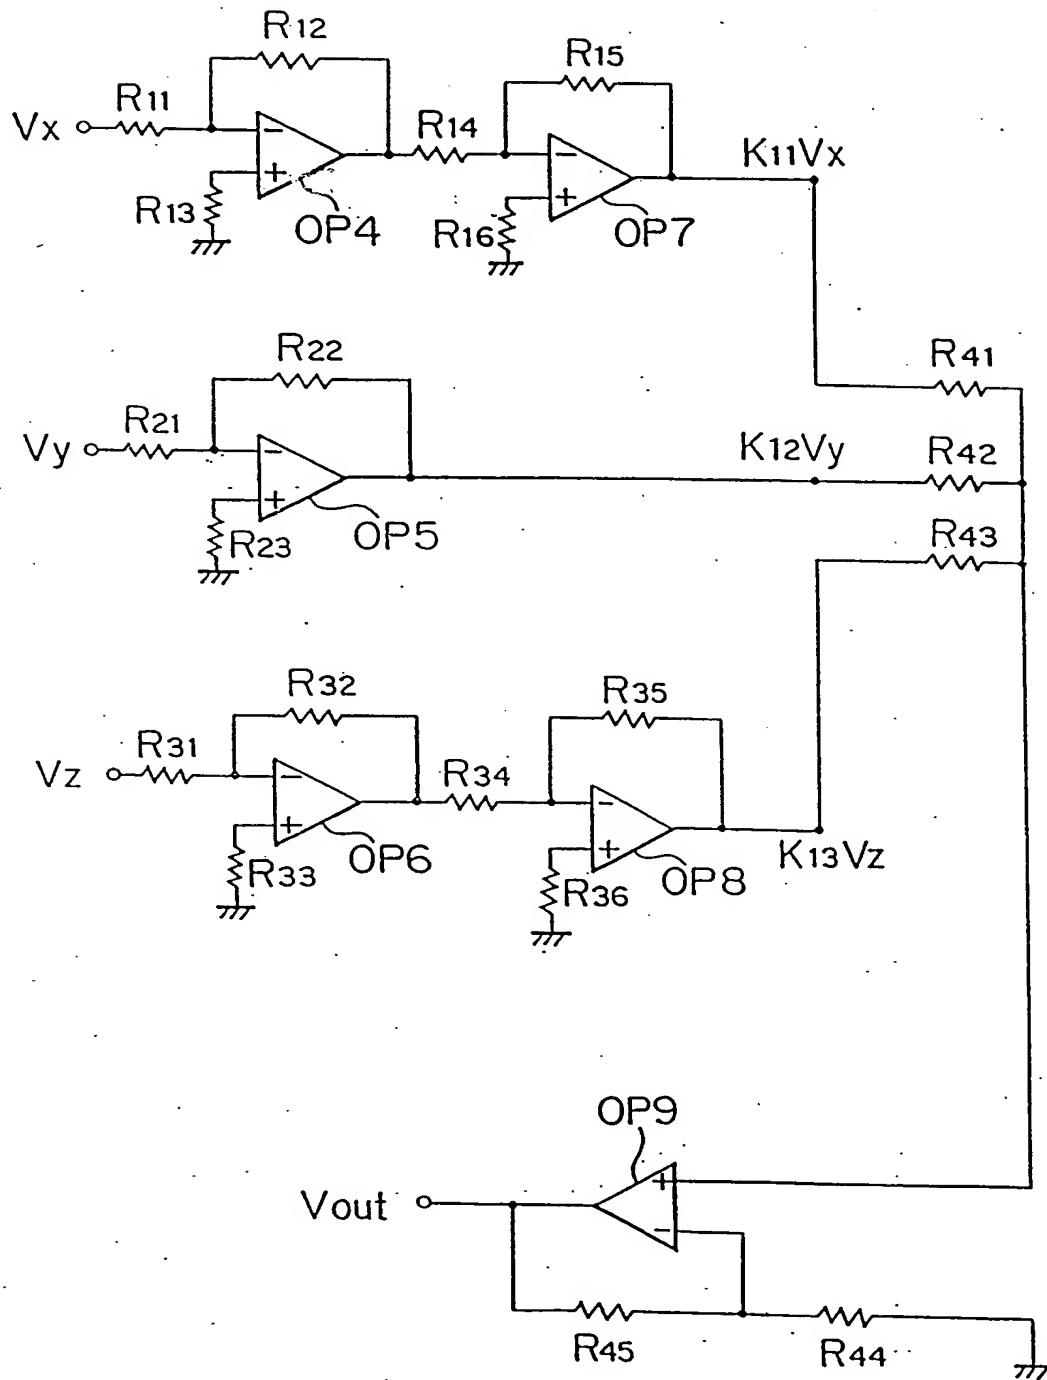 R12
R15
R11
Vx
R14
K11Vx
−
+
−
+
R13
OP4
R16
OP7
R22
R41
R21
Vy
K12Vy
R42
−
+
R23
OP5
R43
R32
R35
R31
Vz
R34
−
+
−
+
R33
OP6
R36
OP8
K13Vz
OP9
+
−
Vout
R45
R44